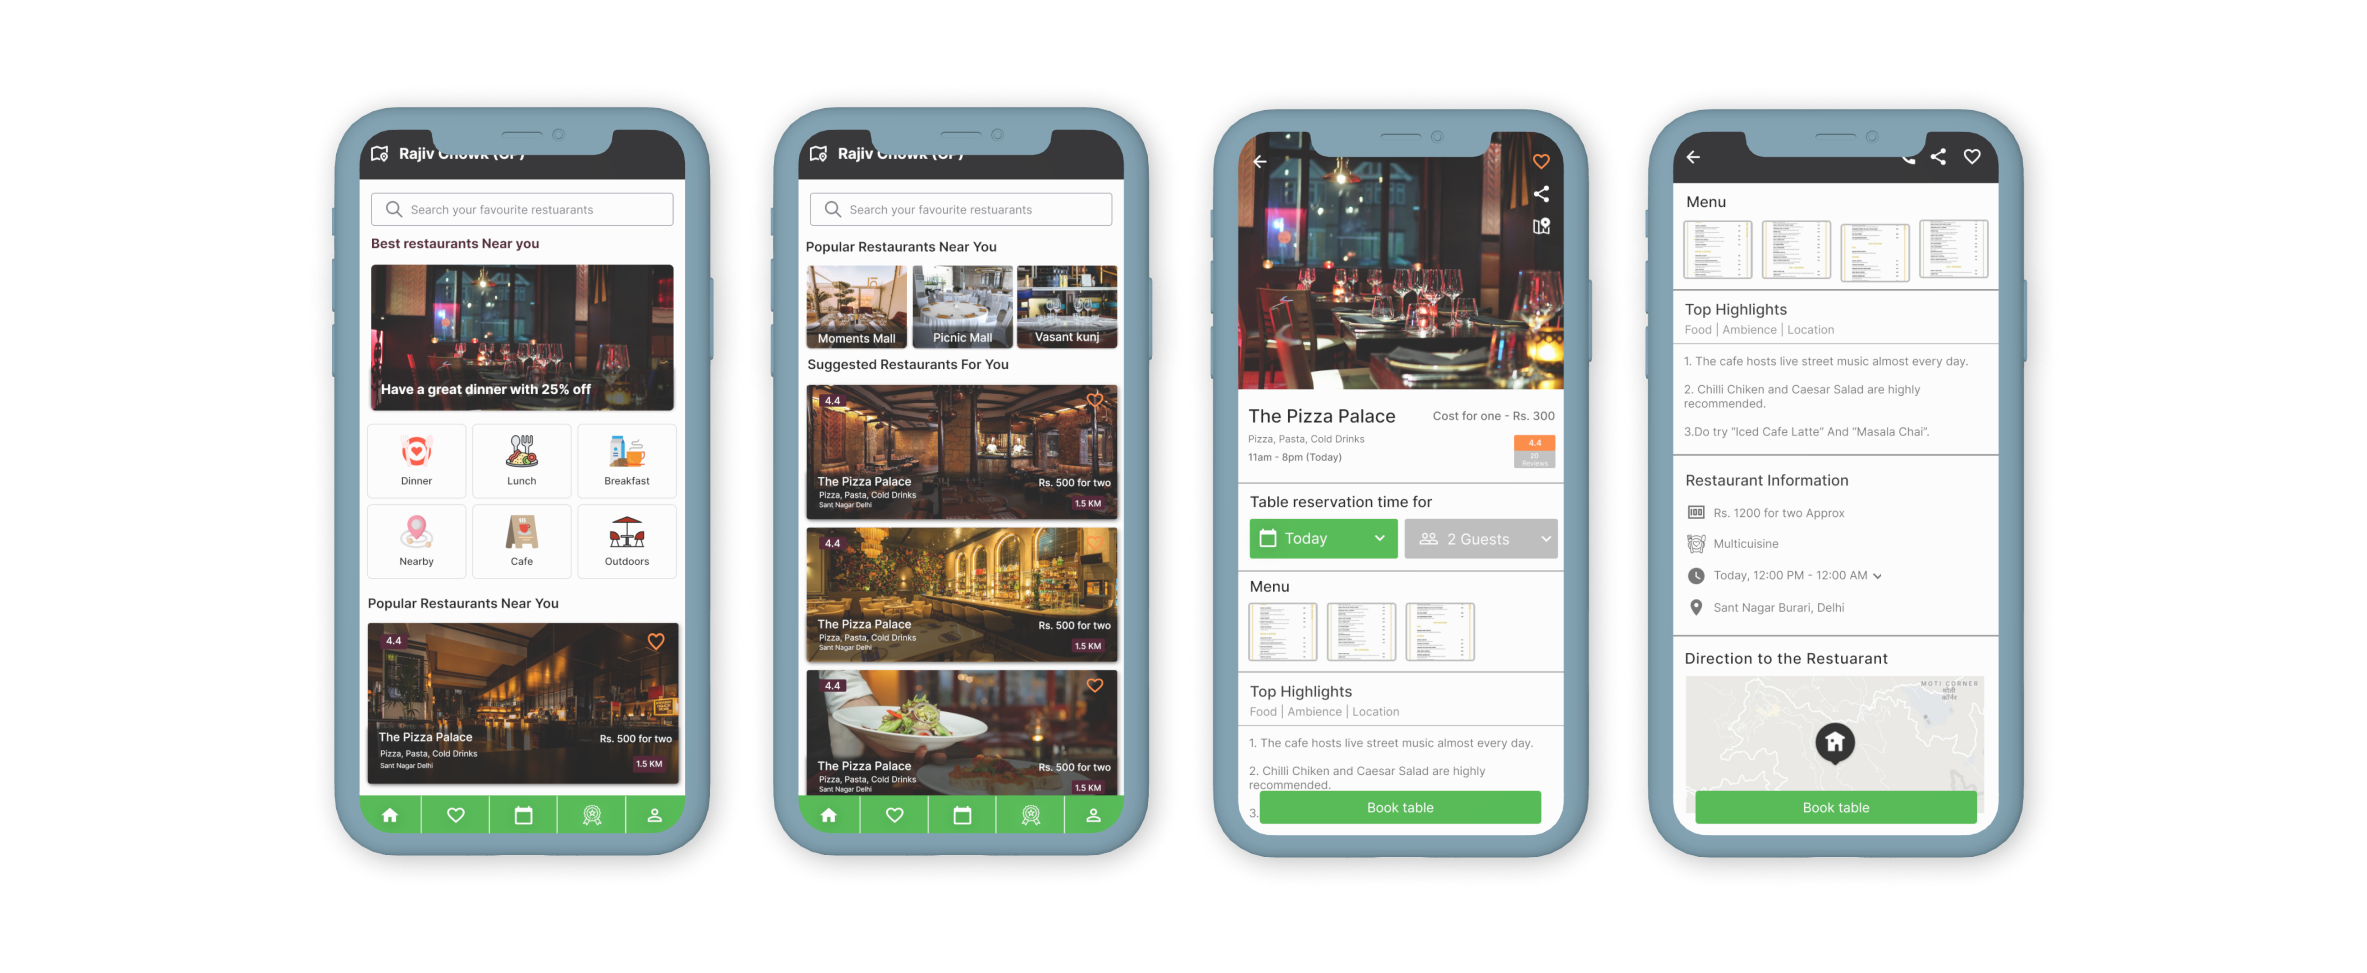 Rajiv Chowk (CP)
Search your favourite restuarants
Best restaurants Near you
Have a great dinner with 25% off
Dinner
Lunch
Breakfast
Nearby
Cafe
Outdoors
Popular Restaurants Near You
4.4
The Pizza Palace
Rs. 500 for two
Pizza, Pasta, Cold Drinks
Sant Nagar Delhi
1.5 KM
Rajiv Chowk (CP)
Search your favourite restuarants
Popular Restaurants Near You
Moments Mall
Picnic Mall
Vasant kunj
Suggested Restaurants For You
4.4
The Pizza Palace
Rs. 500 for two
Pizza, Pasta, Cold Drinks
Sant Nagar Delhi
1.5 KM
4.4
The Pizza Palace
Rs. 500 for two
Pizza, Pasta, Cold Drinks
Sant Nagar Delhi
1.5 KM
4.4
The Pizza Palace
Rs. 500 for two
Pizza, Pasta, Cold Drinks
Sant Nagar Delhi
1.5 KM
The Pizza Palace
Cost for one - Rs. 300
Pizza, Pasta, Cold Drinks
11am - 8pm (Today)
4.4
20
Reviews
Table reservation time for
Today
2 Guests
Menu
Top Highlights
Food | Ambience | Location
1. The cafe hosts live street music almost every day.
2. Chilli Chiken and Caesar Salad are highly
recommended.
3.
Book table
Menu
Top Highlights
Food | Ambience | Location
1. The cafe hosts live street music almost every day.
2. Chilli Chiken and Caesar Salad are highly
recommended.
3.Do try "Iced Cafe Latte" And "Masala Chai".
Restaurant Information
Rs. 1200 for two Approx
Multicuisine
Today, 12:00 PM - 12:00 AM
Sant Nagar Burari, Delhi
Direction to the Restuarant
MOTI CORNER
मोती
कॉर्नर
Book table